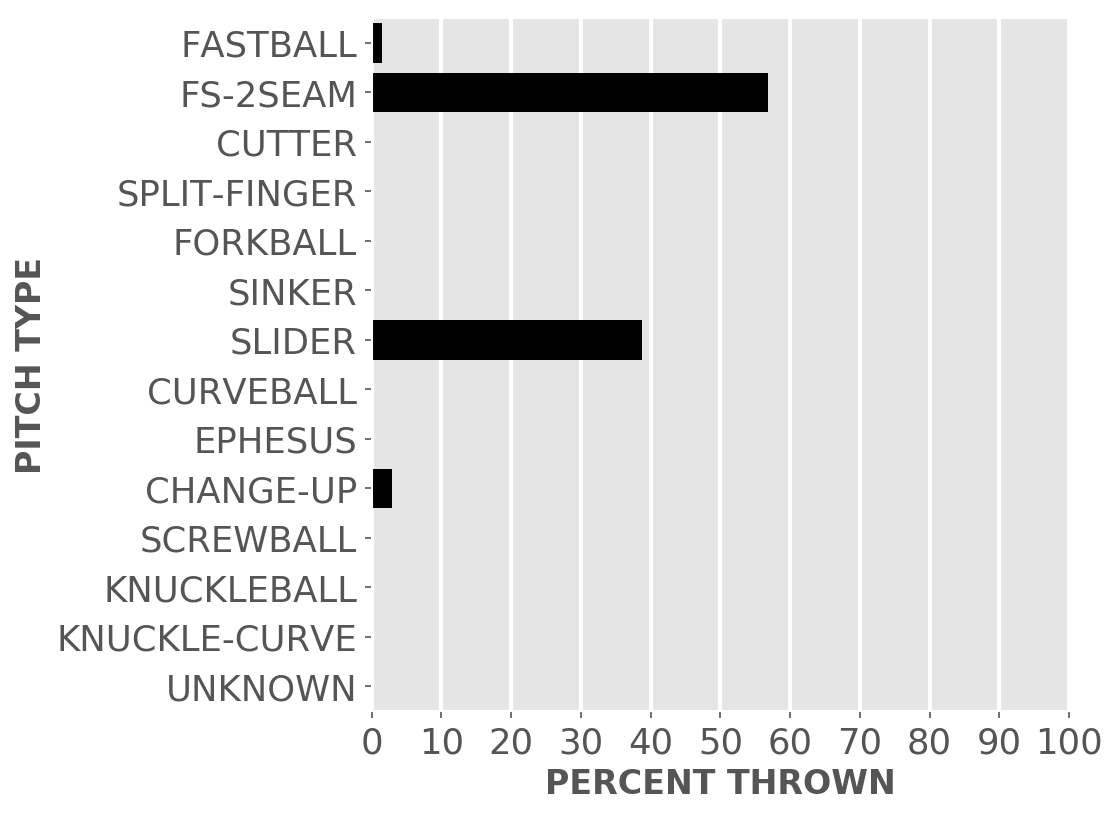 FASTBALL
FS-2SEAM
CUTTER
SPLIT-FINGER
FORKBALL
SINKER
SLIDER
CURVEBALL
EPHESUS
CHANGE-UP
SCREWBALL
KNUCKLEBALL
KNUCKLE-CURVE
UNKNOWN
PITCH TYPE
0 10 20 30 40 50 60 70 80 90 100
PERCENT THROWN